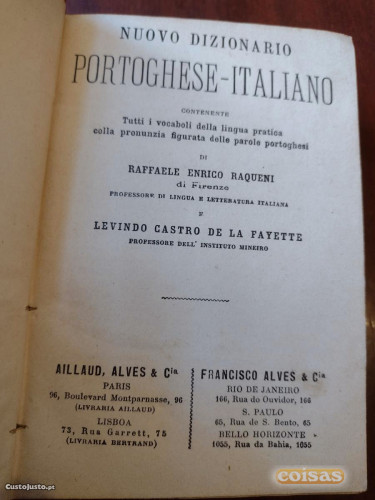 NUOVO DIZIONARIO
PORTOGHESE-ITALIANO
CONTENENTE
Tutti i vocaboli della lingua pratica
colla pronunzia figurata delle parole portoghesi
DI
RAFFAELE ENRICO RAQUENI
di Firenze
PROFESSORE DI LINGUA E LETTERATURA ITALIANA
E
LEVINDO CASTRO DE LA FAYETTE
PROFESSORE DELL' INSTITUTO MINEIRO
AILLAUD, ALVES & Cia
PARIS
96, Boulevard Montparnasse, 96
(LIVRARIA AILLAUD)
LISBOA
73, Rua Garrett, 75
(LIVRARIA BERTRAND)
FRANCISCO ALVES & Cia
RIO DE JANEIRO
166, Rua do Ouvidor, 166
S. PAULO
65, Rua de S. Bento, 65
BELLO HORIZONTE
1055, Rua da Bahia, 1055
CustoJusto.pt
coisas